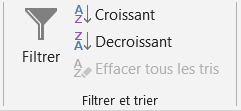 Filtrer
Croissant
Decroissant
Effacer tous les tris
Filtrer et trier